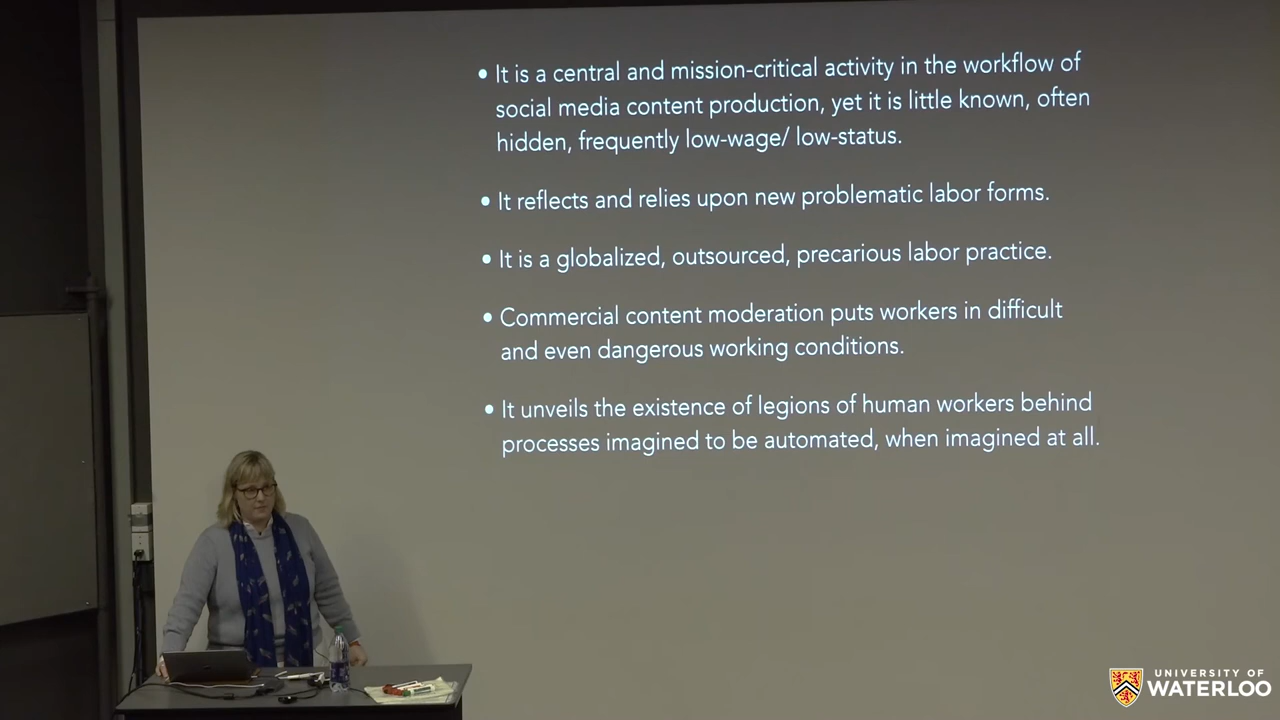 • It is a central and mission-critical activity in the workflow of
social media content production, yet it is little known, often
hidden, frequently low-wage/ low-status.
• It reflects and relies upon new problematic labor forms.
• It is a globalized, outsourced, precarious labor practice.
• Commercial content moderation puts workers in difficult
and even dangerous working conditions.
• It unveils the existence of legions of human workers behind
processes imagined to be automated, when imagined at all.
UNIVERSITY OF
WATERLOO